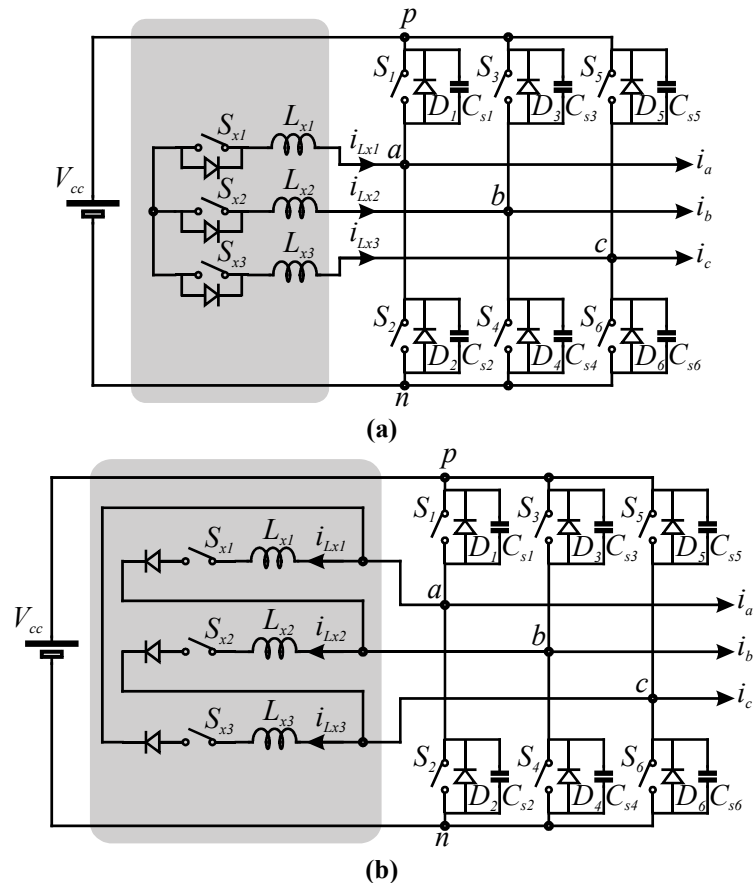 p
S1 S3 S5
D1 Cs1 D3 Cs3 D5 Cs5
Sx1 Lx1 iLx1 a ia
Vcc
Sx2 Lx2 iLx2 b ib
Sx3 Lx3 iLx3 c ic
S2 S4 S6
D2 Cs2 D4 Cs4 D6 Cs6
n
(a)
p
S1 S3 S5
D1 Cs1 D3 Cs3 D5 Cs5
Sx1 Lx1 iLx1 a ia
Vcc
Sx2 Lx2 iLx2 b ib
Sx3 Lx3 iLx3 c ic
S2 S4 S6
D2 Cs2 D4 Cs4 D6 Cs6
n
(b)